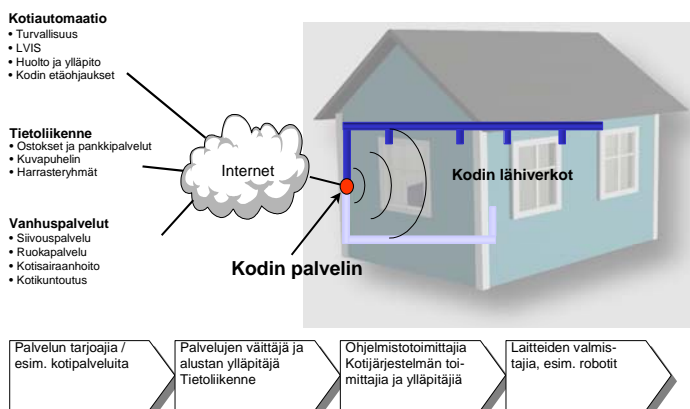 Kotiautomaatio
• Turvallisuus
• LVIS
• Huolto ja ylläpito
• Kodin etäohjaukset
Tietoliikenne
• Ostokset ja pankkipalvelut
• Kuvapuhelin
• Harrasteryhmät
Vanhuspalvelut
• Siivouspalvelu
• Ruokapalvelu
• Kotisairaanhoito
• Kotikuntoutus
Internet
Kodin lähiverkot
Kodin palvelin
Palvelun tarjoajia /
esim. kotipalveluita
Palvelujen väittäjä ja
alustan ylläpitäjä
Tietoliikenne
Ohjelmistotoimittajia
Kotijärjestelmän toi-
mittajia ja ylläpitäjiä
Laitteiden valmis-
tajia, esim. robotit